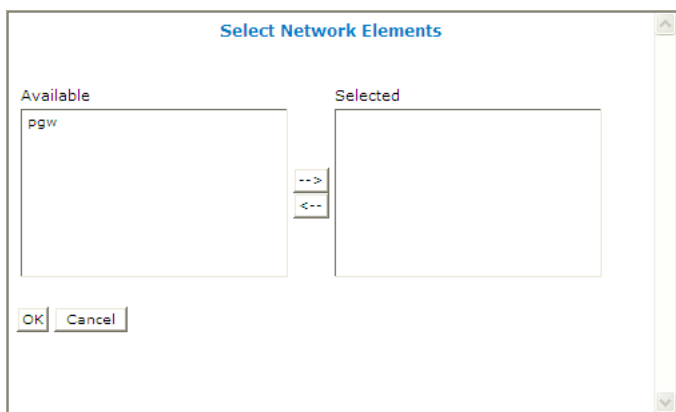 Select Network Elements
Available
Selected
pgw
-->
<--
OK
Cancel